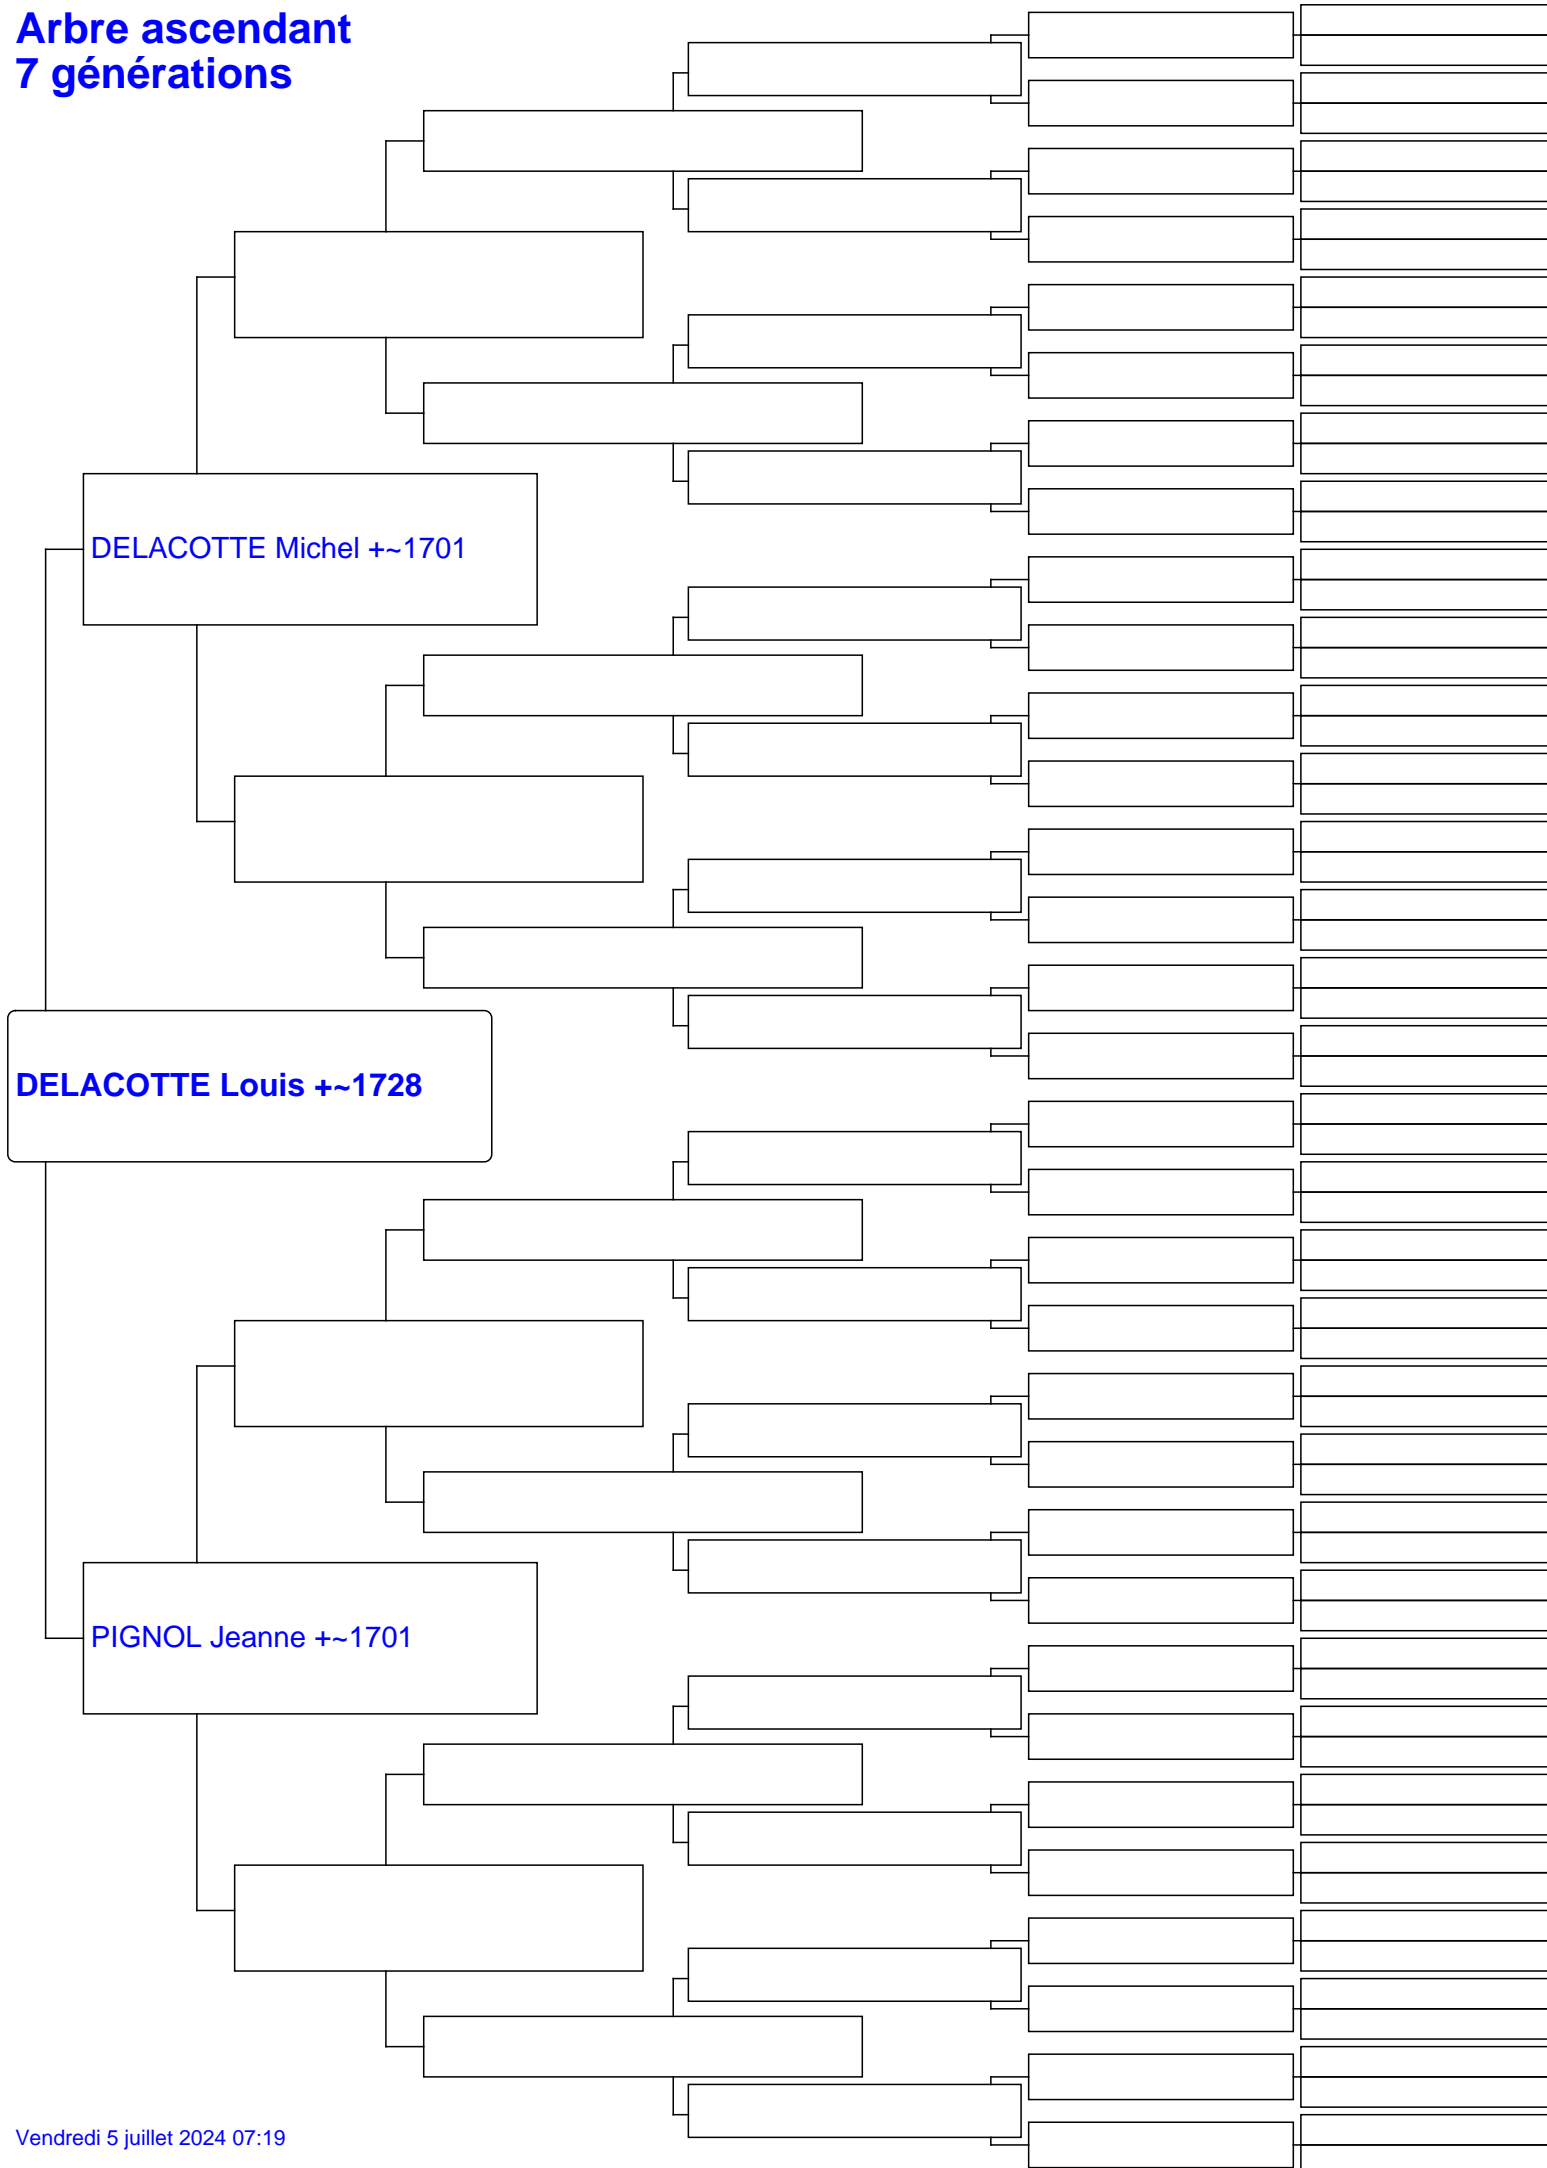 Arbre ascendant
7 générations
DELACOTTE Michel +~1701
DELACOTTE Louis +~1728
PIGNOL Jeanne +~1701
Vendredi 5 juillet 2024 07:19